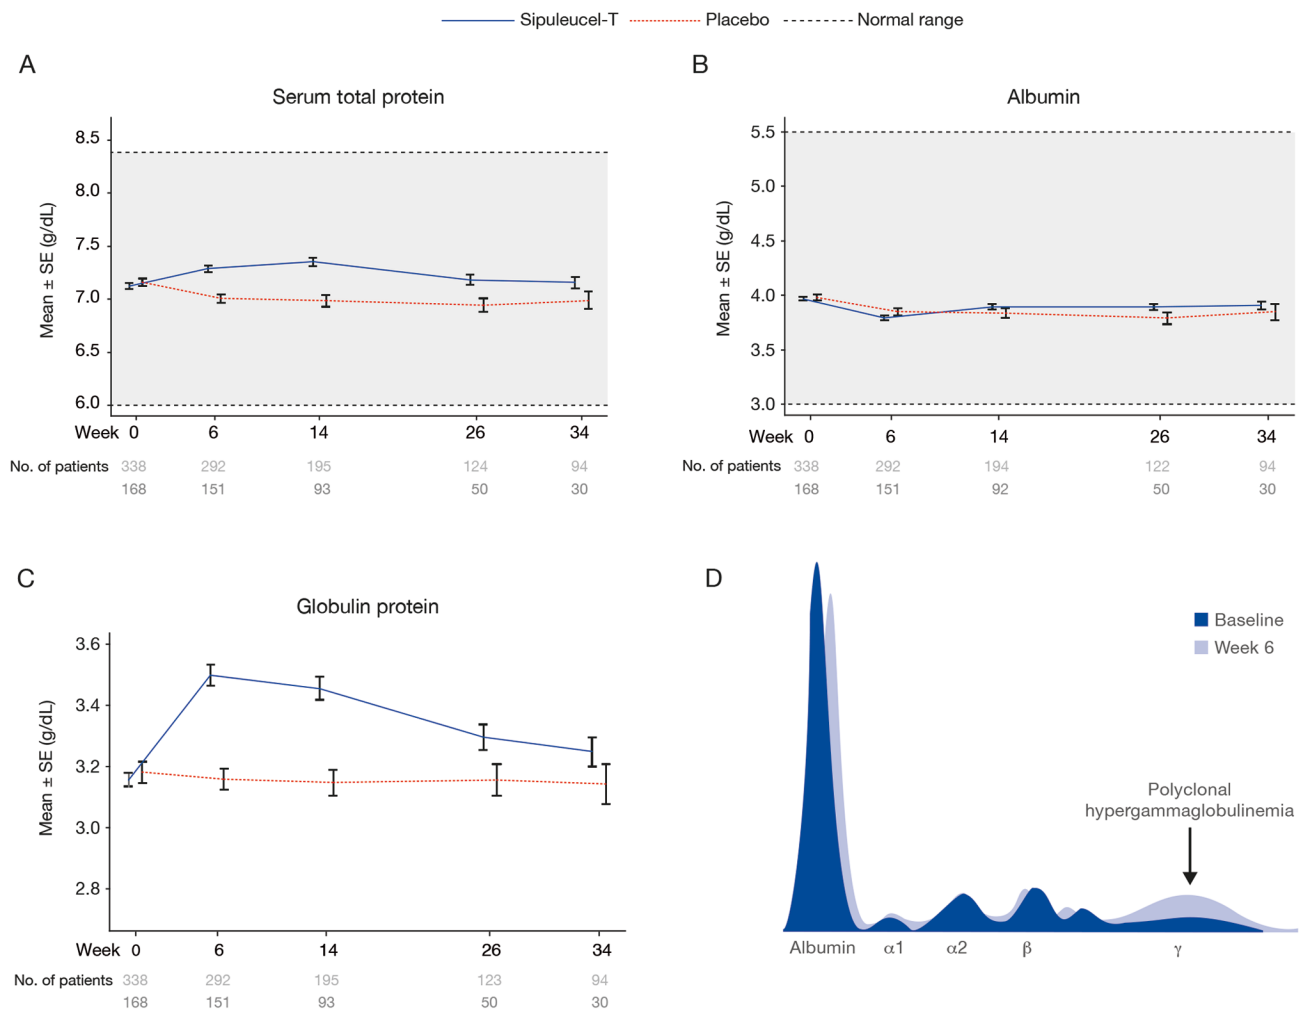 Sipuleucel-T Placebo Normal range
A
Serum total protein
Mean ± SE (g/dL)
8.5
8.0
7.5
7.0
6.5
6.0
Week 0 6 14 26 34
No. of patients 338 292 195 124 94
168 151 93 50 30
B
Albumin
Mean ± SE (g/dL)
5.5
5.0
4.5
4.0
3.5
3.0
Week 0 6 14 26 34
No. of patients 338 292 194 122 94
168 151 92 50 30
C
Globulin protein
Mean ± SE (g/dL)
3.6
3.4
3.2
3.0
2.8
Week 0 6 14 26 34
No. of patients 338 292 195 123 94
168 151 93 50 30
D
Baseline
Week 6
Polyclonal
hypergammaglobulinemia
Albumin α1 α2 β γ